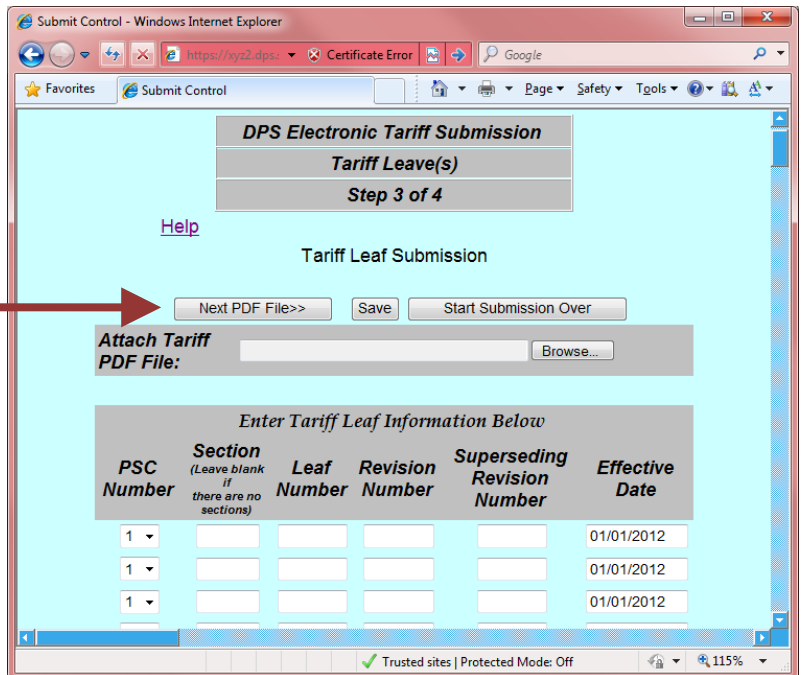 Submit Control - Windows Internet Explorer
https://xyz2.dps.: Certificate Error Google
Favorites Submit Control Page Safety Tools
DPS Electronic Tariff Submission
Tariff Leave(s)
Step 3 of 4
Help
Tariff Leaf Submission
Next PDF File>> Save Start Submission Over
Attach Tariff
PDF File:
Browse...
Enter Tariff Leaf Information Below
PSC
Number
Section
(Leave blank
if
there are no
sections)
Leaf
Number
Revision
Number
Superseding
Revision
Number
Effective
Date
1 01/01/2012
1 01/01/2012
1 01/01/2012
Trusted sites | Protected Mode: Off 115%